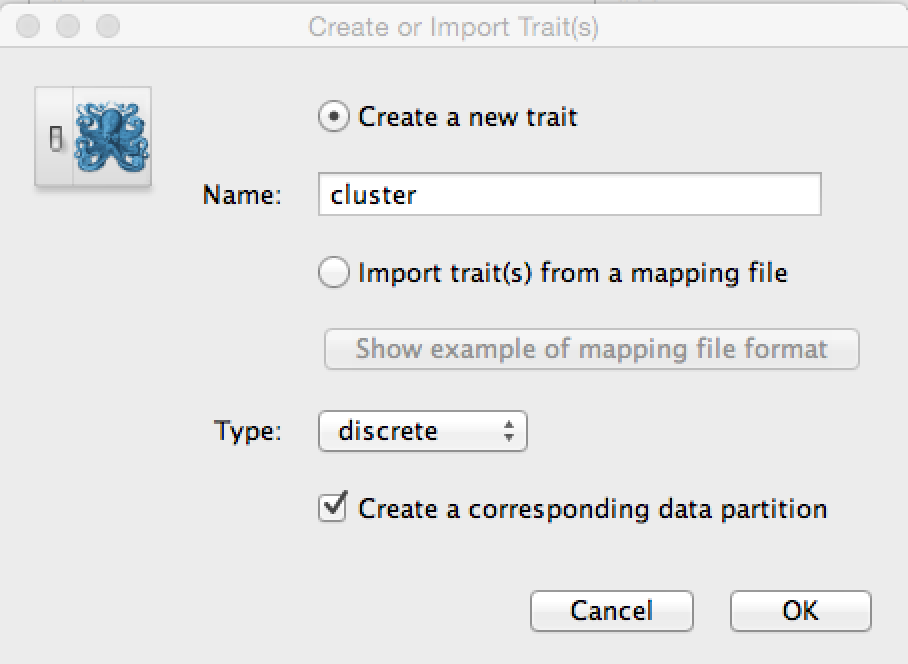 Create or Import Trait(s)
Create a new trait
Name: cluster
Import trait(s) from a mapping file
Show example of mapping file format
Type: discrete
Create a corresponding data partition
Cancel OK